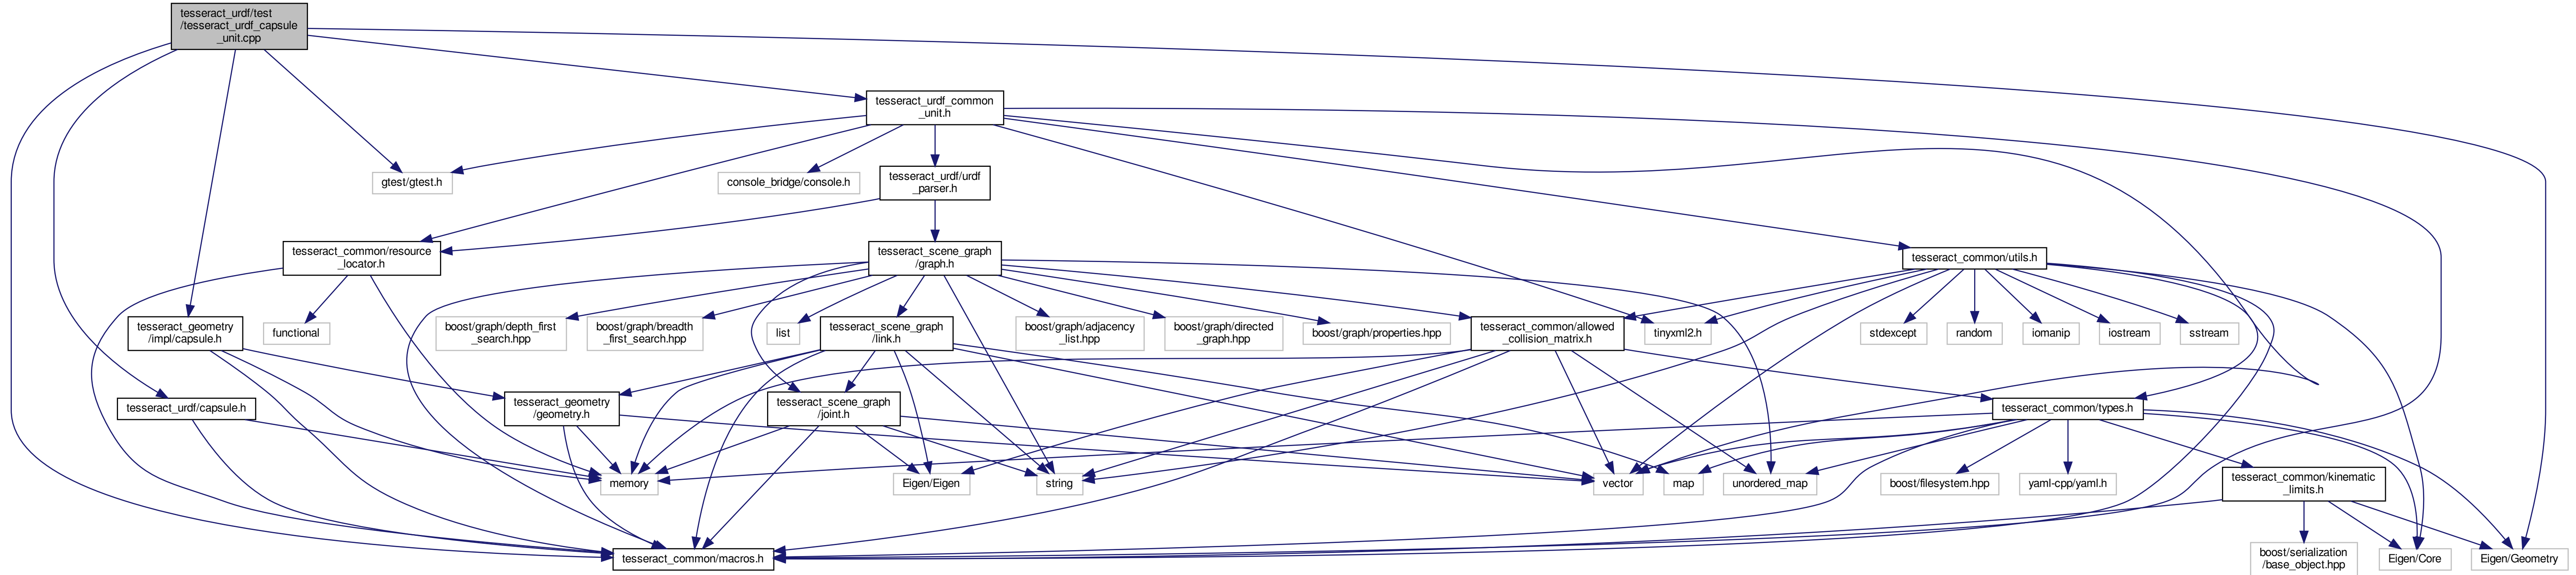 tesseract_urdf/test
/tesseract_urdf_capsule
_unit.cpp
tesseract_urdf_common
_unit.h
gtest/gtest.h
console_bridge/console.h
tesseract_urdf/urdf
_parser.h
tesseract_common/resource
_locator.h
tesseract_scene_graph
/graph.h
tesseract_common/utils.h
tesseract_geometry
/impl/capsule.h
functional
boost/graph/depth_first
_search.hpp
boost/graph/breadth
_first_search.hpp
list
tesseract_scene_graph
/link.h
boost/graph/adjacency
_list.hpp
boost/graph/directed
_graph.hpp
boost/graph/properties.hpp
tesseract_common/allowed
_collision_matrix.h
tinyxml2.h
stdexcept
random
iomanip
iostream
sstream
tesseract_urdf/capsule.h
tesseract_geometry
/geometry.h
tesseract_scene_graph
/joint.h
tesseract_common/types.h
memory
Eigen/Eigen
string
vector
map
unordered_map
boost/filesystem.hpp
yaml-cpp/yaml.h
tesseract_common/kinematic
_limits.h
tesseract_common/macros.h
boost/serialization
/base_object.hpp
Eigen/Core
Eigen/Geometry